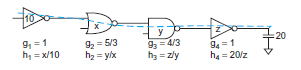 10 x y z 20
g₁ = 1 g₂ = 5/3 g₃ = 4/3 g₄ = 1
h₁ = x/10 h₂ = y/x h₃ = z/y h₄ = 20/z